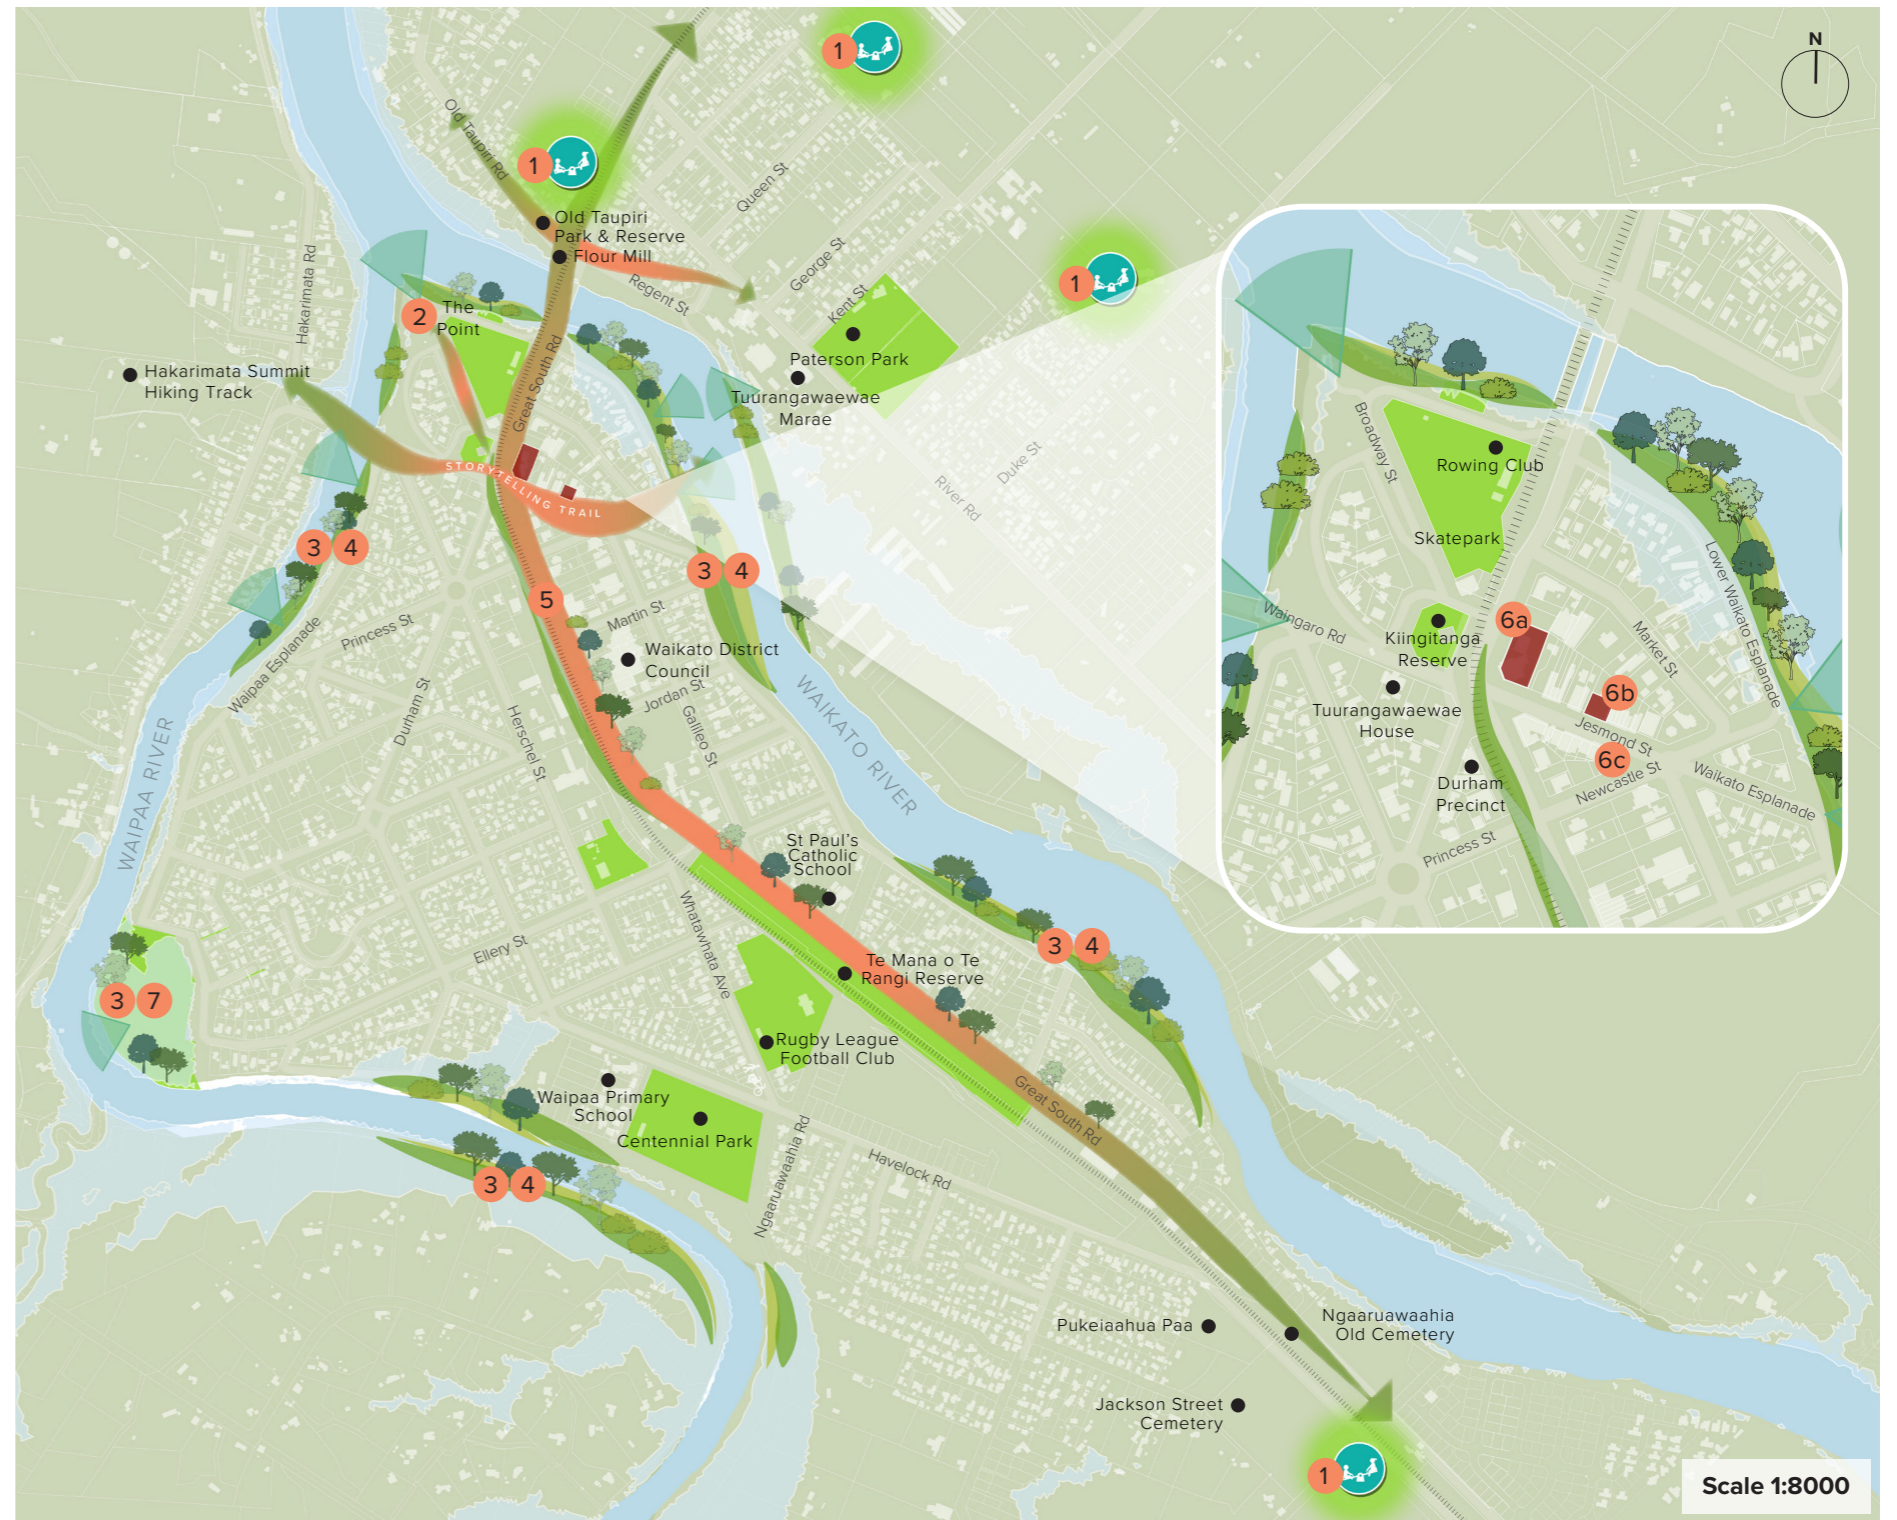 1
N
Old Taupiri Rd
1
Queen St
Old Taupiri
Park & Reserve
Flour Mill
Hakarimata Rd
George St
Regent St
Kent St
1
2
The
Point
Great South Rd
Paterson Park
Hakarimata Summit
Hiking Track
Tuurangawaewae
Marae
STORYTELLING TRAIL
Duke St
River Rd
3 4
3 4
5
Martin St
Princess St
Waikato District
Council
Jordan St
Waipaa Esplanade
Durham St
Herschel St
Galileo St
WAIKATO RIVER
WAIPAA RIVER
St Paul's
Catholic
School
Whatawhata Ave
Ellery St
3 4
Te Mana o Te
Rangi Reserve
3 7
Rugby League
Football Club
Waipaa Primary
School
Centennial Park
Great South Rd
Ngaaruawaahia Rd
Havelock Rd
3 4
Pukeiaahua Paa
Ngaaruawaahia
Old Cemetery
Jackson Street
Cemetery
1
Scale 1:8000
Broadway St
Rowing Club
Skatepark
Lower Waikato Esplanade
Waingaro Rd
Kiingitanga
Reserve
6a
Market St
6b
Tuurangawaewae
House
Jesmond St
6c
Durham
Precinct
Newcastle St
Waikato Esplanade
Princess St